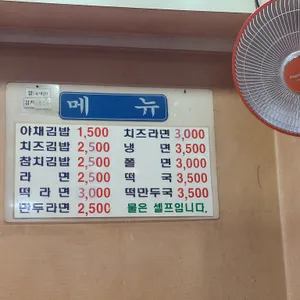 메 뉴
야채김밥 1,500 치즈라면 3,000
치즈김밥 2,500 냉 면 3,500
참치김밥 2,500 쫄 면 3,000
라 면 2,500 떡 국 3,500
떡 라 면 3,000 떡만두국 3,500
만두라면 2,500 물은 셀프입니다.